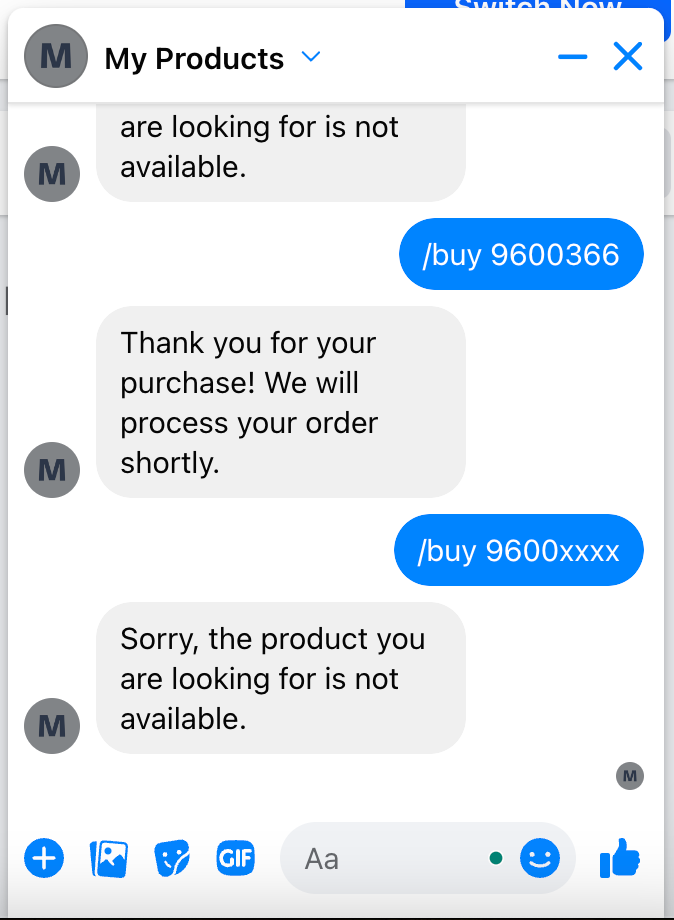 Switch Now
M My Products
are looking for is not
available.
M
/buy 9600366
Thank you for your
purchase! We will
process your order
shortly.
M
/buy 9600xxxx
Sorry, the product you
are looking for is not
available.
M
M
GIF Aa